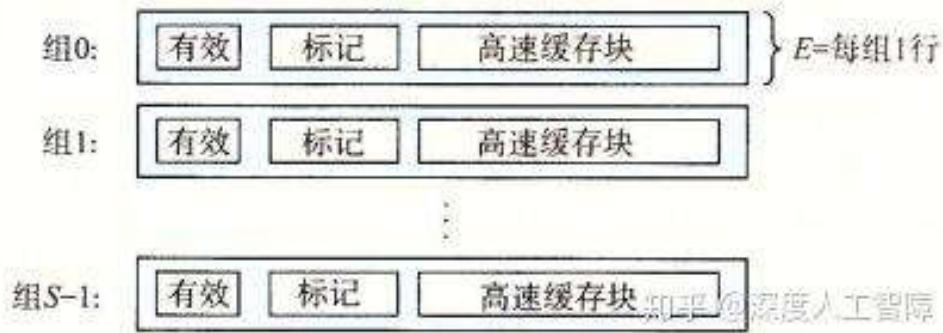 组0: 有效 标记 高速缓存块 E=每组1行
组1: 有效 标记 高速缓存块
⋮
组S-1: 有效 标记 高速缓存块
知乎 @深度人工智障